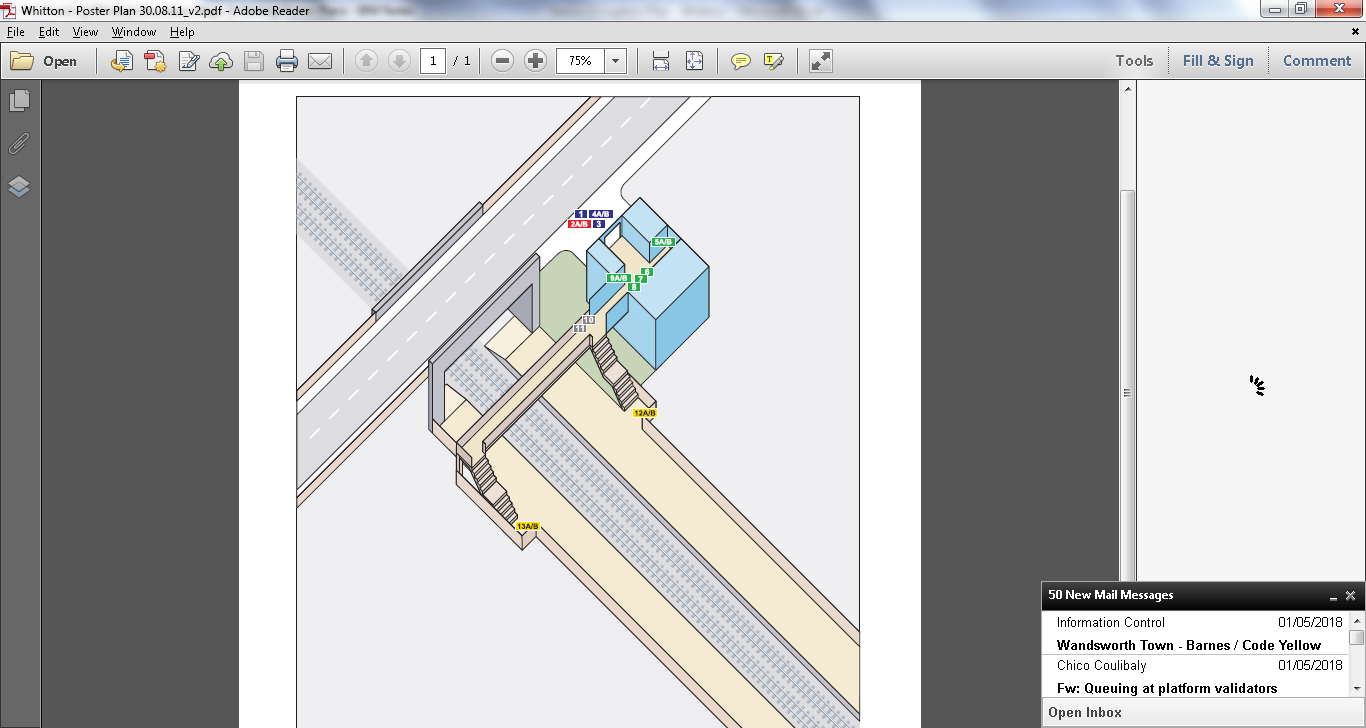 Whitton - Poster Plan 30.08.11_v2.pdf - Adobe Reader
File Edit View Window Help
Open 1 / 1 75% Tools Fill & Sign Comment
1 4A/B
2A/B 3
5A/B
6
9A/B 7
8
10
11
12A/B
13A/B
50 New Mail Messages
Information Control 01/05/2018
Wandsworth Town - Barnes / Code Yellow
Chico Coulibaly 01/05/2018
Fw: Queuing at platform validators
Open Inbox